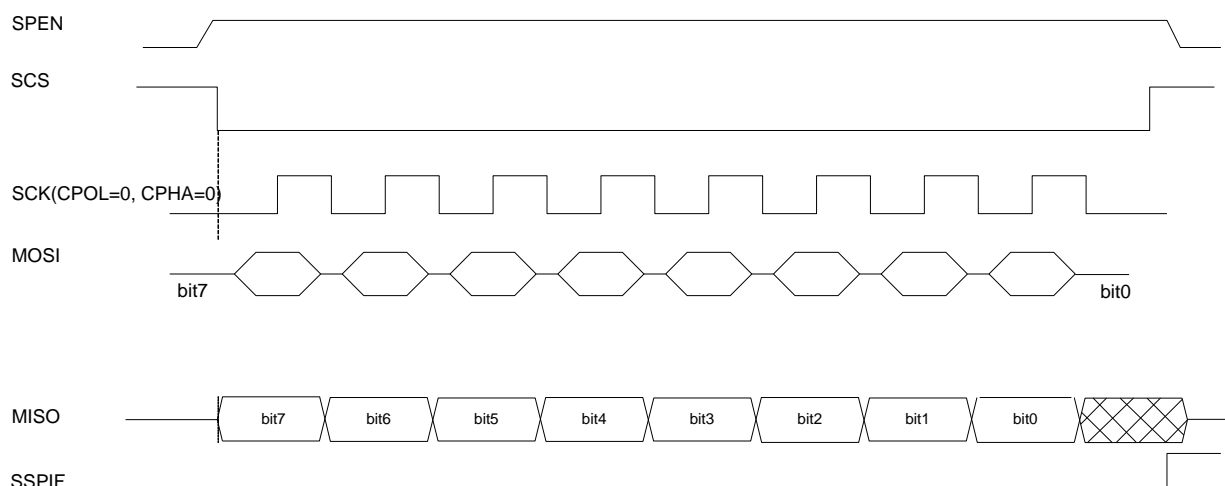 SPEN
SCS
SCK(CPOL=0, CPHA=0)
MOSI
bit7
bit0
MISO
bit7 bit6 bit5 bit4 bit3 bit2 bit1 bit0
SSPIF